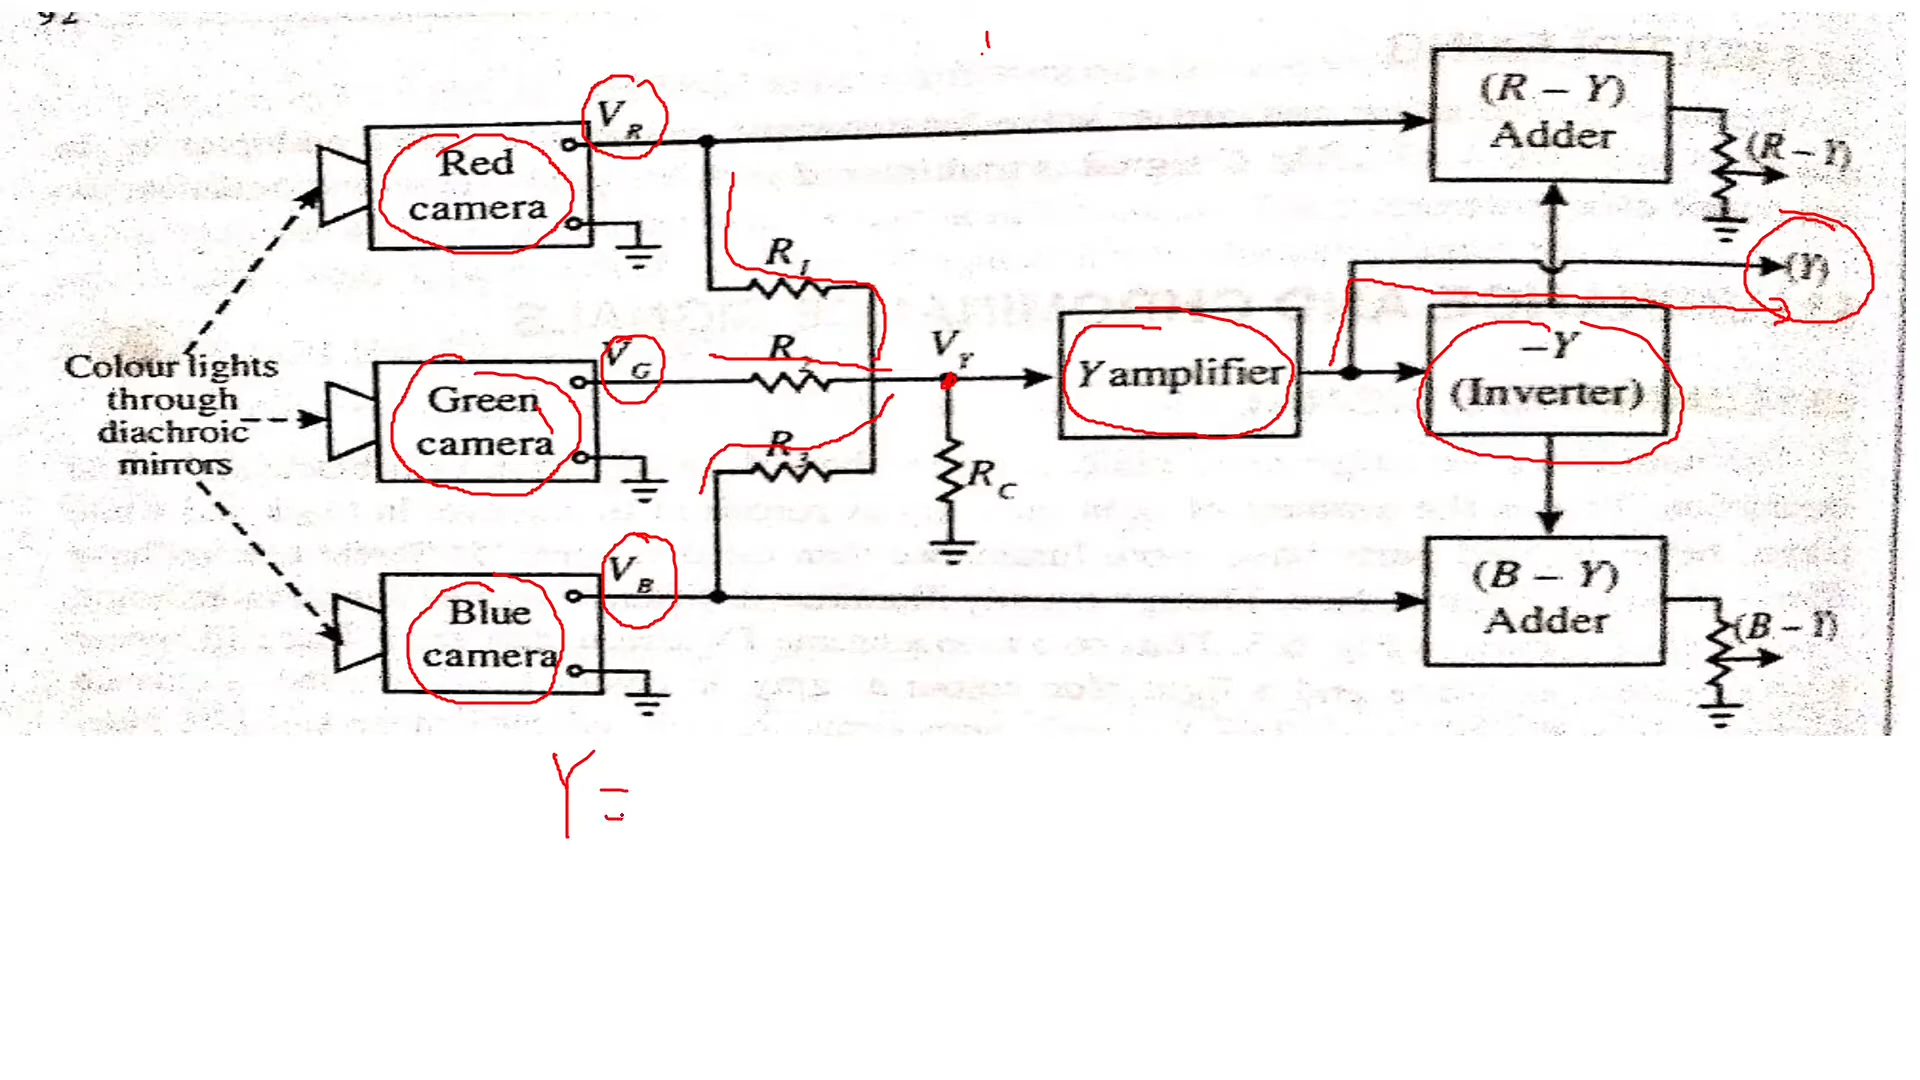 92
V_R
(R – Y)
Adder
Red
camera
(R – Y)
R_1
(Y)
Colour lights
through
diachroic
mirrors
V_G
R_2
V_Y
Green
camera
Y amplifier
–Y
(Inverter)
R_3
R_C
V_B
Blue
camera
(B – Y)
Adder
(B – Y)
Y =